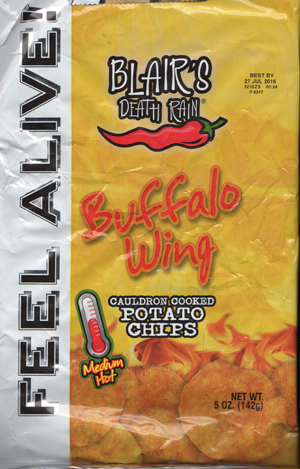 FEEL ALIVE!
BLAIR'S
DEATH RAIN®
BEST BY
27 JUL 2016
Buffalo
Wing
CAULDRON COOKED
POTATO
CHIPS
Medium
Hot
NET WT.
5 OZ. (142g)